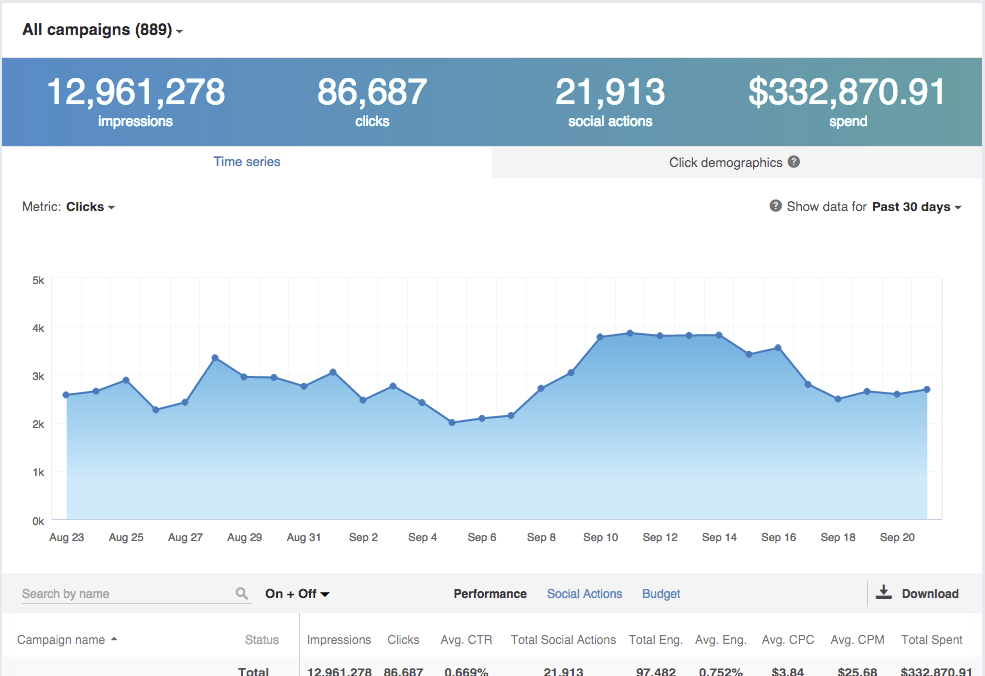 All campaigns (889)
12,961,278 86,687 21,913 $332,870.91
impressions clicks social actions spend
Time series Click demographics ?
Metric: Clicks ? Show data for Past 30 days
5k
4k
3k
2k
1k
0k
Aug 23 Aug 25 Aug 27 Aug 29 Aug 31 Sep 2 Sep 4 Sep 6 Sep 8 Sep 10 Sep 12 Sep 14 Sep 16 Sep 18 Sep 20
Search by name On + Off Performance Social Actions Budget Download
Campaign name Status Impressions Clicks Avg. CTR Total Social Actions Total Eng. Avg. Eng. Avg. CPC Avg. CPM Total Spent
Total 12,961,278 86,687 0.669% 21,913 97,482 0.752% $3.84 $25.68 $332,870.91